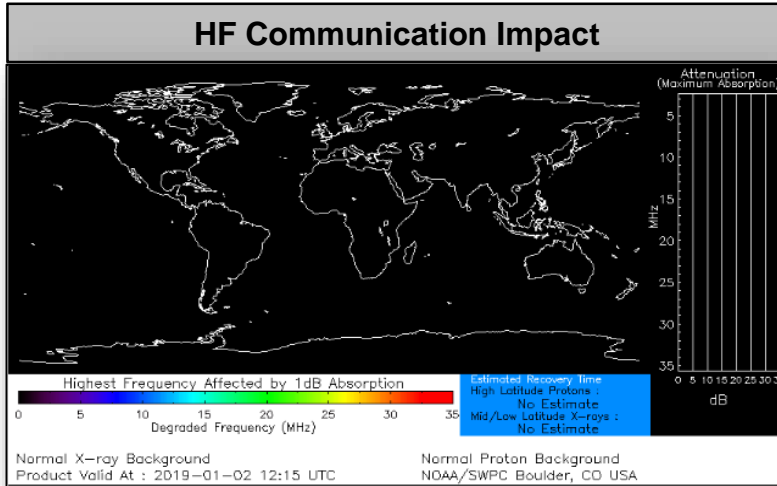 HF Communication Impact
Attenuation
(Maximum Absorption)
5
10
15
MHz
20
25
30
35
0 5 10 15 20 25 30
dB
Highest Frequency Affected by 1dB Absorption
0 5 10 15 20 25 30 35
Degraded Frequency (MHz)
Estimated Recovery Time
High Latitude Protons :
No Estimate
Mid/Low Latitude X-rays :
No Estimate
Normal X-ray Background
Normal Proton Background
Product Valid At : 2019-01-02 12:15 UTC
NOAA/SWPC Boulder, CO USA